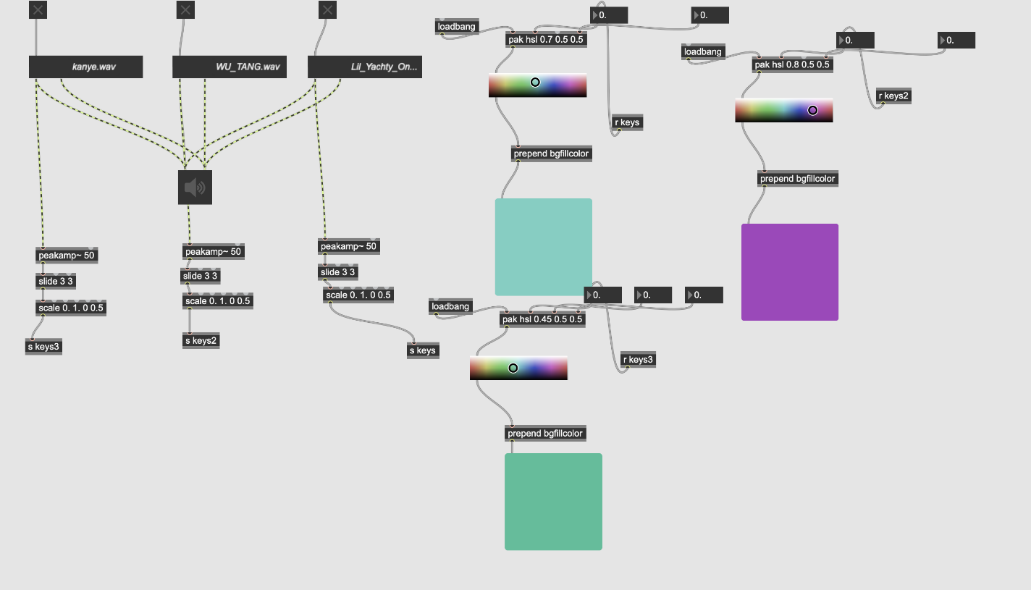 kanye.wav
WU_TANG.wav
Lil_Yachty_On...
peakamp~ 50
slide 3 3
scale 0. 1. 0 0.5
s keys3
peakamp~ 50
slide 3 3
scale 0. 1. 0 0.5
s keys2
peakamp~ 50
slide 3 3
scale 0. 1. 0 0.5
s keys
loadbang
0.
0.
pak hsl 0.7 0.5 0.5
r keys
prepend bgfillcolor
loadbang
0.
0.
pak hsl 0.8 0.5 0.5
r keys2
prepend bgfillcolor
loadbang
0.
0.
0.
pak hsl 0.45 0.5 0.5
r keys3
prepend bgfillcolor